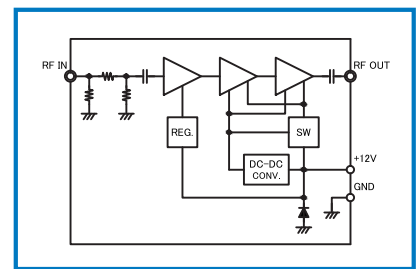 RF IN
RF OUT
REG.
SW
DC-DC
CONV.
+12V
GND